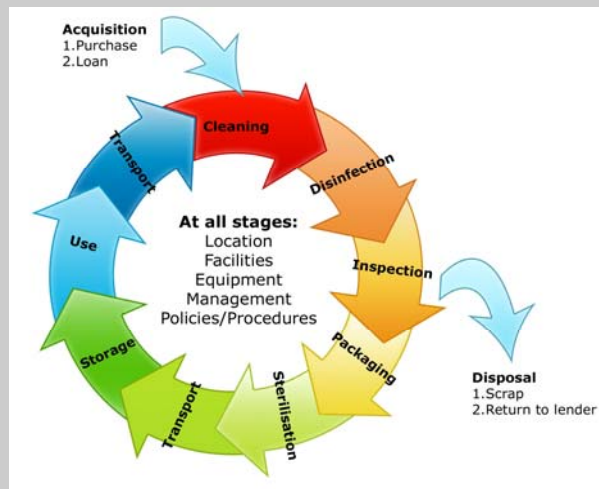 Acquisition
1.Purchase
2.Loan
Cleaning
Disinfection
Inspection
Packaging
Sterilisation
Transport
Storage
Use
Transport
At all stages:
Location
Facilities
Equipment
Management
Policies/Procedures
Disposal
1.Scrap
2.Return to lender